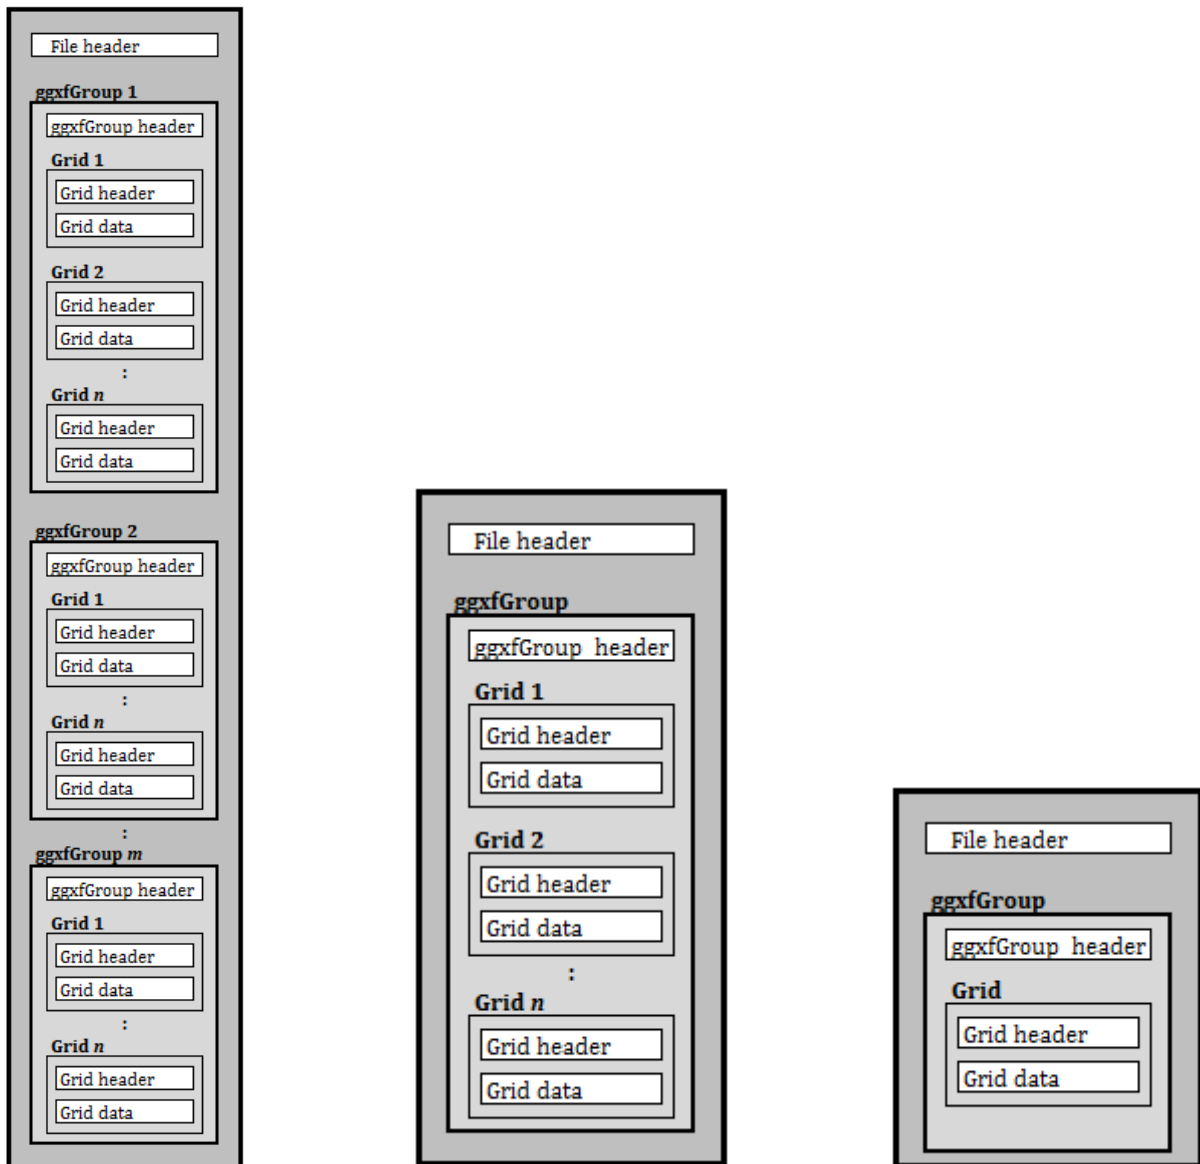 File header
ggxfGroup 1
ggxfGroup header
Grid 1
Grid header
Grid data
Grid 2
Grid header
Grid data
:
Grid n
Grid header
Grid data
ggxfGroup 2
ggxfGroup header
Grid 1
Grid header
Grid data
:
Grid n
Grid header
Grid data
:
ggxfGroup m
ggxfGroup header
Grid 1
Grid header
Grid data
:
Grid n
Grid header
Grid data
File header
ggxfGroup
ggxfGroup header
Grid 1
Grid header
Grid data
Grid 2
Grid header
Grid data
:
Grid n
Grid header
Grid data
File header
ggxfGroup
ggxfGroup header
Grid
Grid header
Grid data